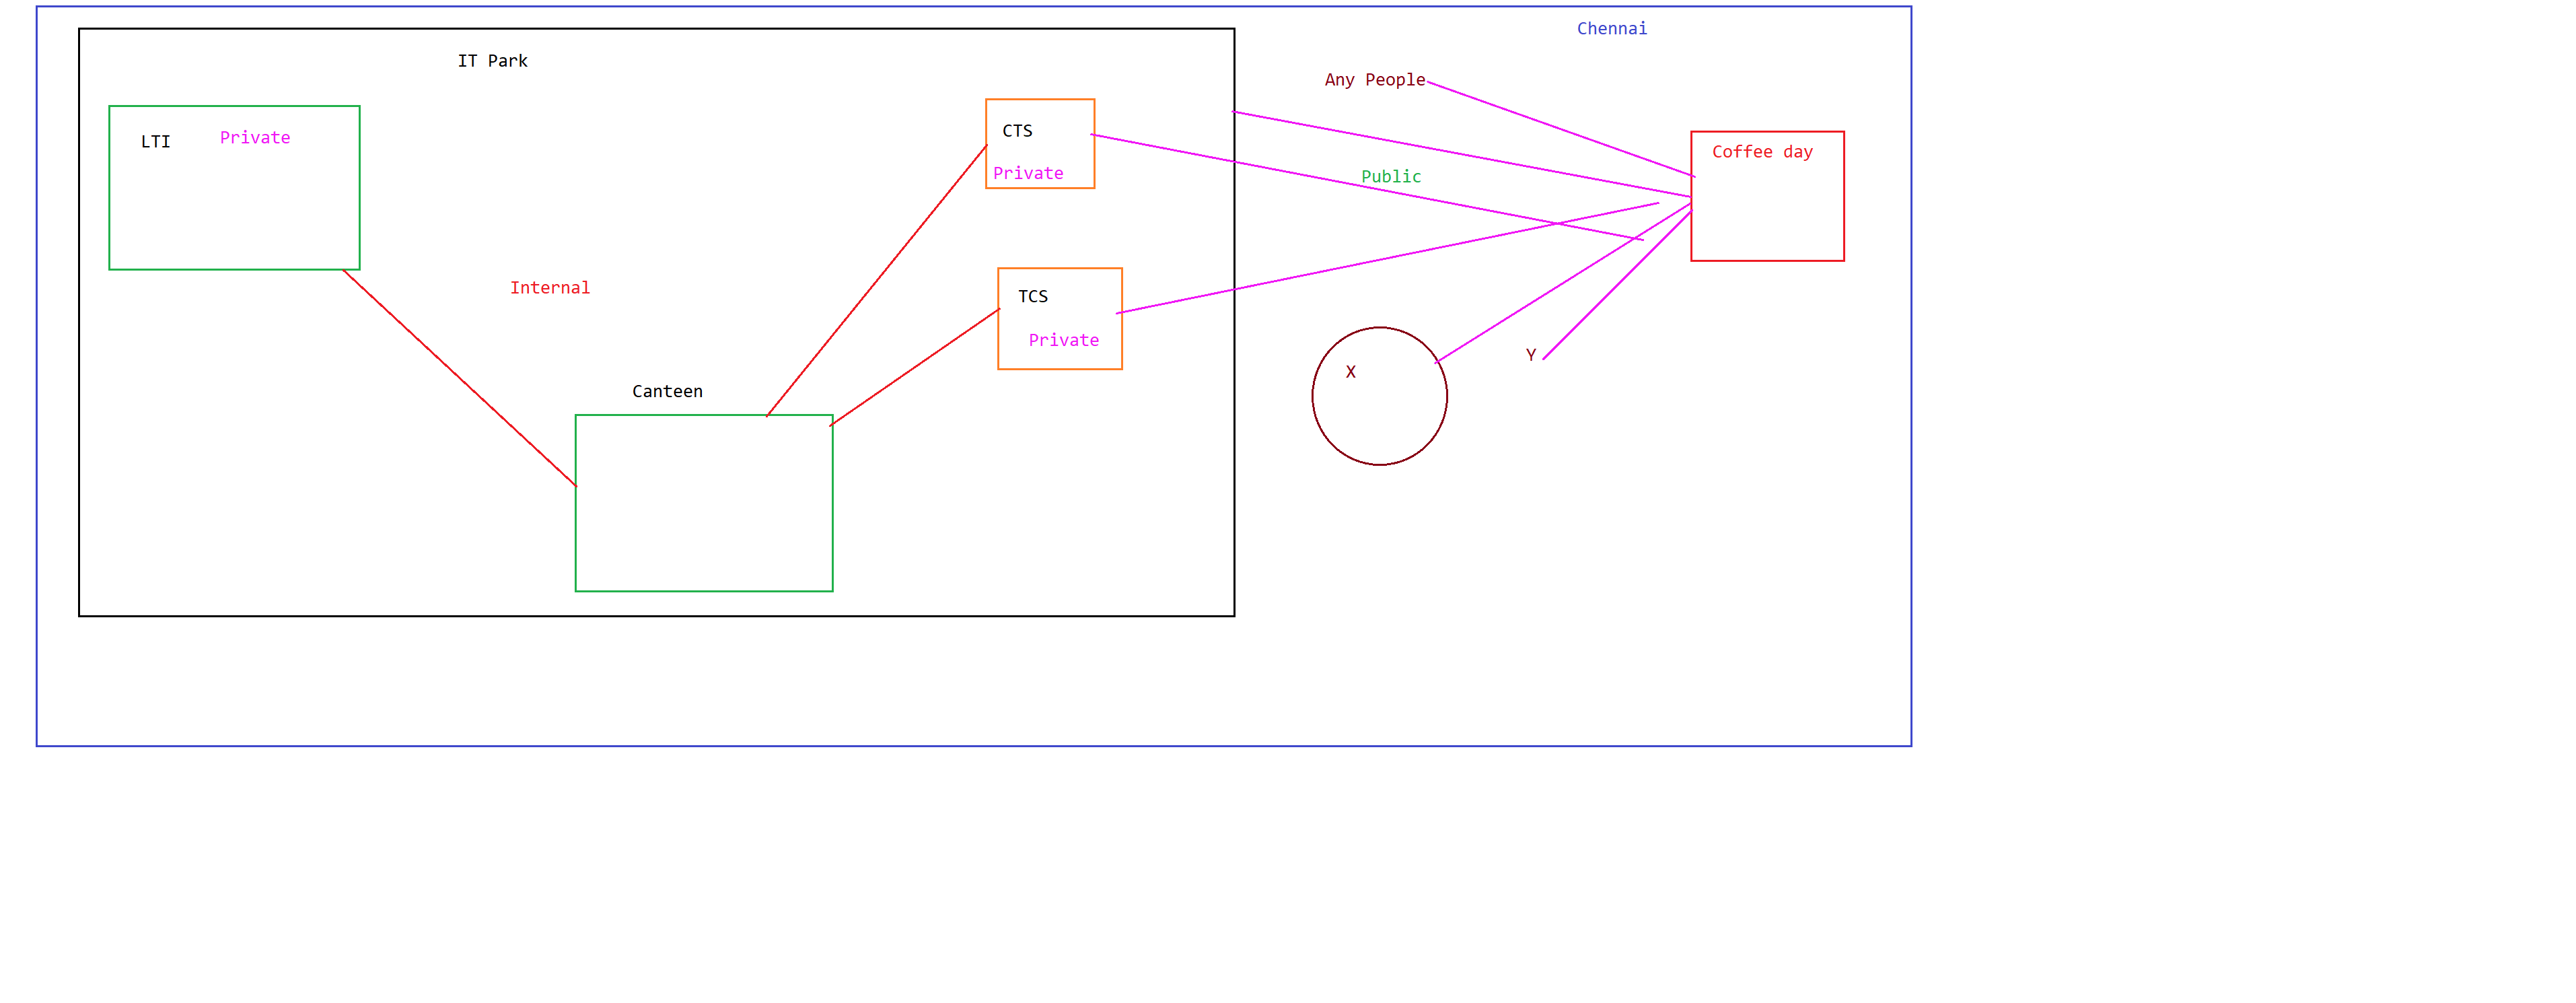 Chennai
IT Park
Any People
LTI
Private
CTS
Private
Public
Coffee day
Internal
TCS
Private
X
Y
Canteen